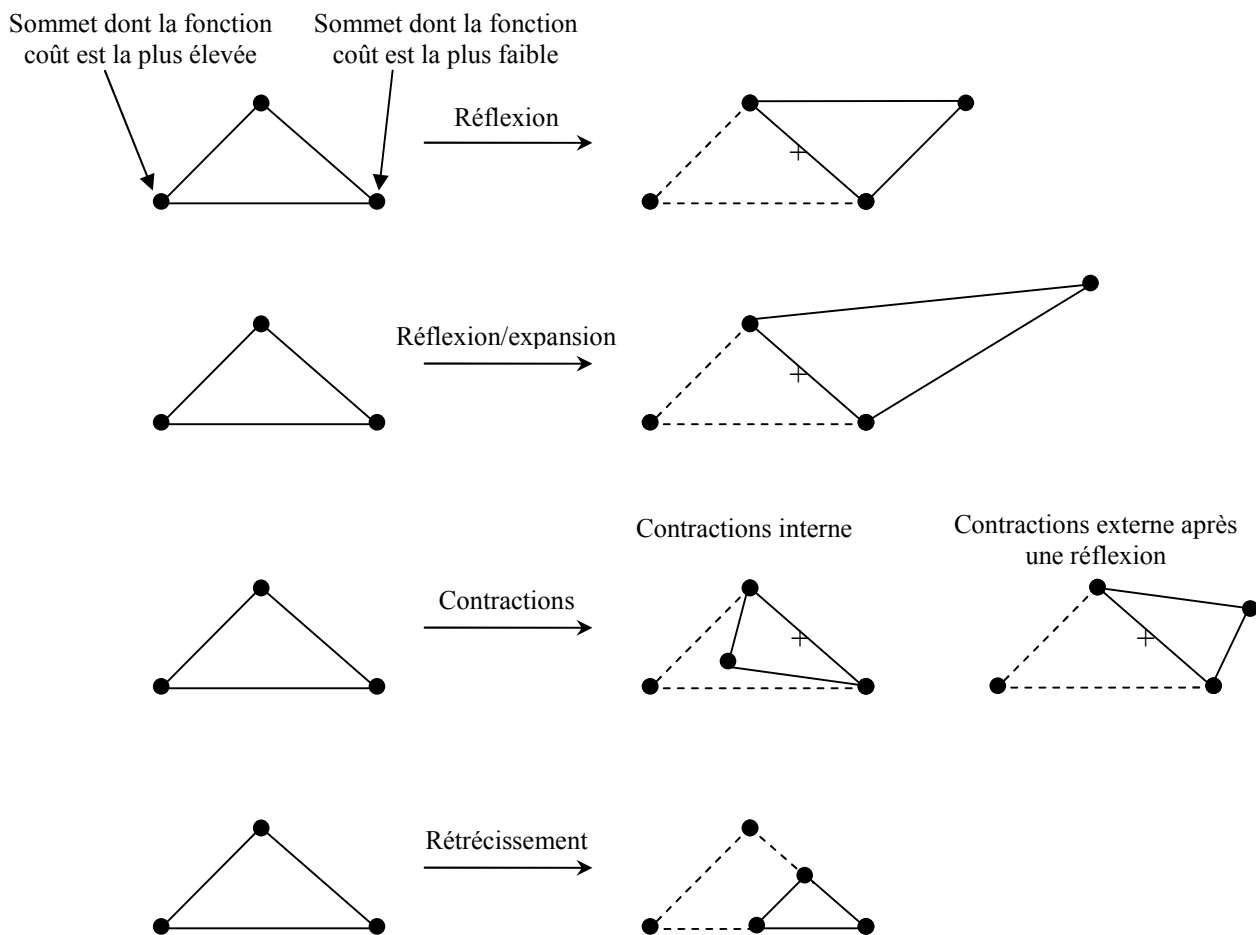 Sommet dont la fonction
coût est la plus élevée
Sommet dont la fonction
coût est la plus faible
Réflexion
Réflexion/expansion
Contractions
Contractions interne
Contractions externe après
une réflexion
Rétrécissement